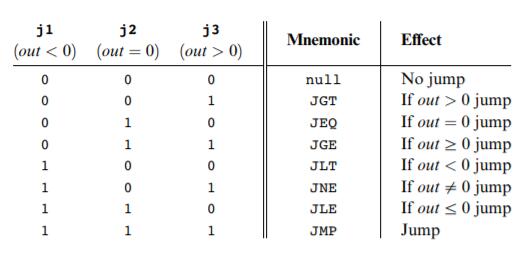 j1 j2 j3
(out < 0) (out = 0) (out > 0) Mnemonic Effect
0 0 0 null No jump
0 0 1 JGT If out > 0 jump
0 1 0 JEQ If out = 0 jump
0 1 1 JGE If out ≥ 0 jump
1 0 0 JLT If out < 0 jump
1 0 1 JNE If out ≠ 0 jump
1 1 0 JLE If out ≤ 0 jump
1 1 1 JMP Jump